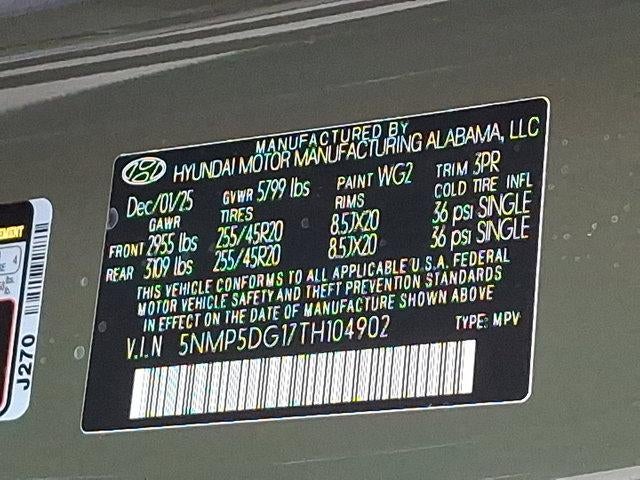 MANUFACTURED BY
HYUNDAI MOTOR MANUFACTURING ALABAMA, LLC
Dec/01/25 GVWR 5799 lbs PAINT WG2 TRIM 3PR
GAWR TIRES RIMS COLD TIRE INFL
FRONT 2955 lbs 255/45R20 8.5JX20 36 psi SINGLE
REAR 3109 lbs 255/45R20 8.5JX20 36 psi SINGLE
THIS VEHICLE CONFORMS TO ALL APPLICABLE U.S.A. FEDERAL
MOTOR VEHICLE SAFETY AND THEFT PREVENTION STANDARDS
IN EFFECT ON THE DATE OF MANUFACTURE SHOWN ABOVE
V.I.N 5NMP5DG17TH104902 TYPE: MPV
J270